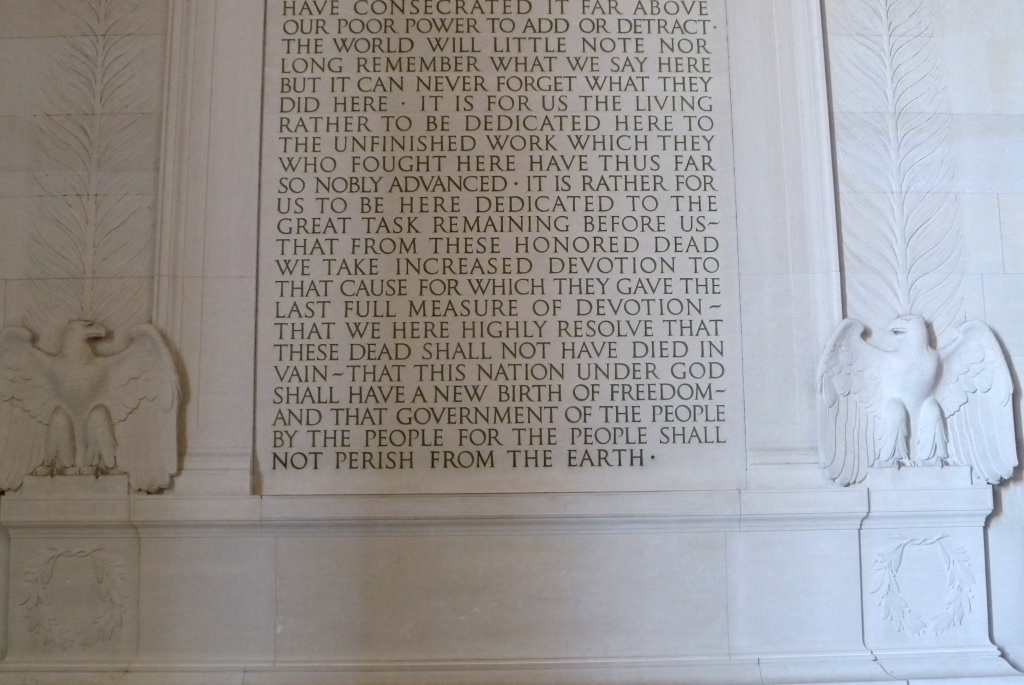 HAVE CONSECRATED IT FAR ABOVE
OUR POOR POWER TO ADD OR DETRACT ·
THE WORLD WILL LITTLE NOTE NOR
LONG REMEMBER WHAT WE SAY HERE
BUT IT CAN NEVER FORGET WHAT THEY
DID HERE · IT IS FOR US THE LIVING
RATHER TO BE DEDICATED HERE TO
THE UNFINISHED WORK WHICH THEY
WHO FOUGHT HERE HAVE THUS FAR
SO NOBLY ADVANCED · IT IS RATHER FOR
US TO BE HERE DEDICATED TO THE
GREAT TASK REMAINING BEFORE US~
THAT FROM THESE HONORED DEAD
WE TAKE INCREASED DEVOTION TO
THAT CAUSE FOR WHICH THEY GAVE THE
LAST FULL MEASURE OF DEVOTION~
THAT WE HERE HIGHLY RESOLVE THAT
THESE DEAD SHALL NOT HAVE DIED IN
VAIN~THAT THIS NATION UNDER GOD
SHALL HAVE A NEW BIRTH OF FREEDOM~
AND THAT GOVERNMENT OF THE PEOPLE
BY THE PEOPLE FOR THE PEOPLE SHALL
NOT PERISH FROM THE EARTH ·